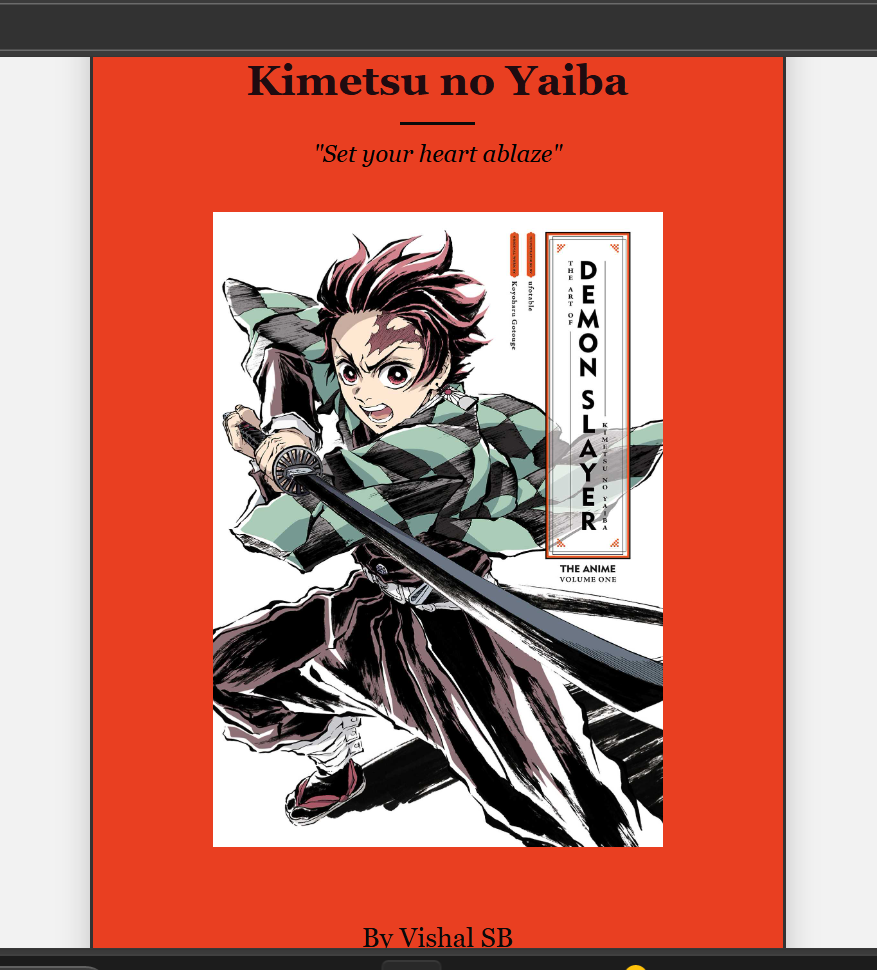 Kimetsu no Yaiba
"Set your heart ablaze"
ufotable
Koyoharu Gotouge
THE ART OF
DEMON SLAYER
KIMETSU NO YAIBA
THE ANIME
VOLUME ONE
By Vishal SB